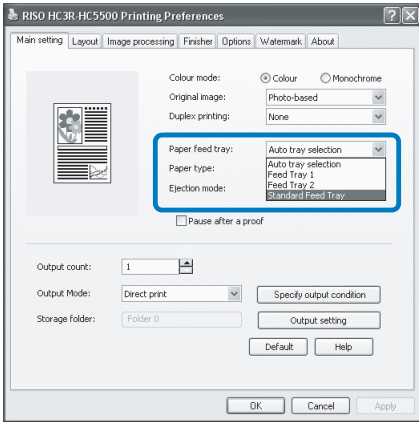 RISO HC3R-HC5500 Printing Preferences
Main setting Layout Image processing Finisher Options Watermark About
Colour mode: Colour Monochrome
Original image: Photo-based
Duplex printing: None
Paper feed tray: Auto tray selection
Paper type: Auto tray selection
Feed Tray 1
Ejection mode: Feed Tray 2
Standard Feed Tray
Pause after a proof
Output count: 1
Output Mode: Direct print Specify output condition
Storage folder: Folder 0 Output setting
Default Help
OK Cancel Apply